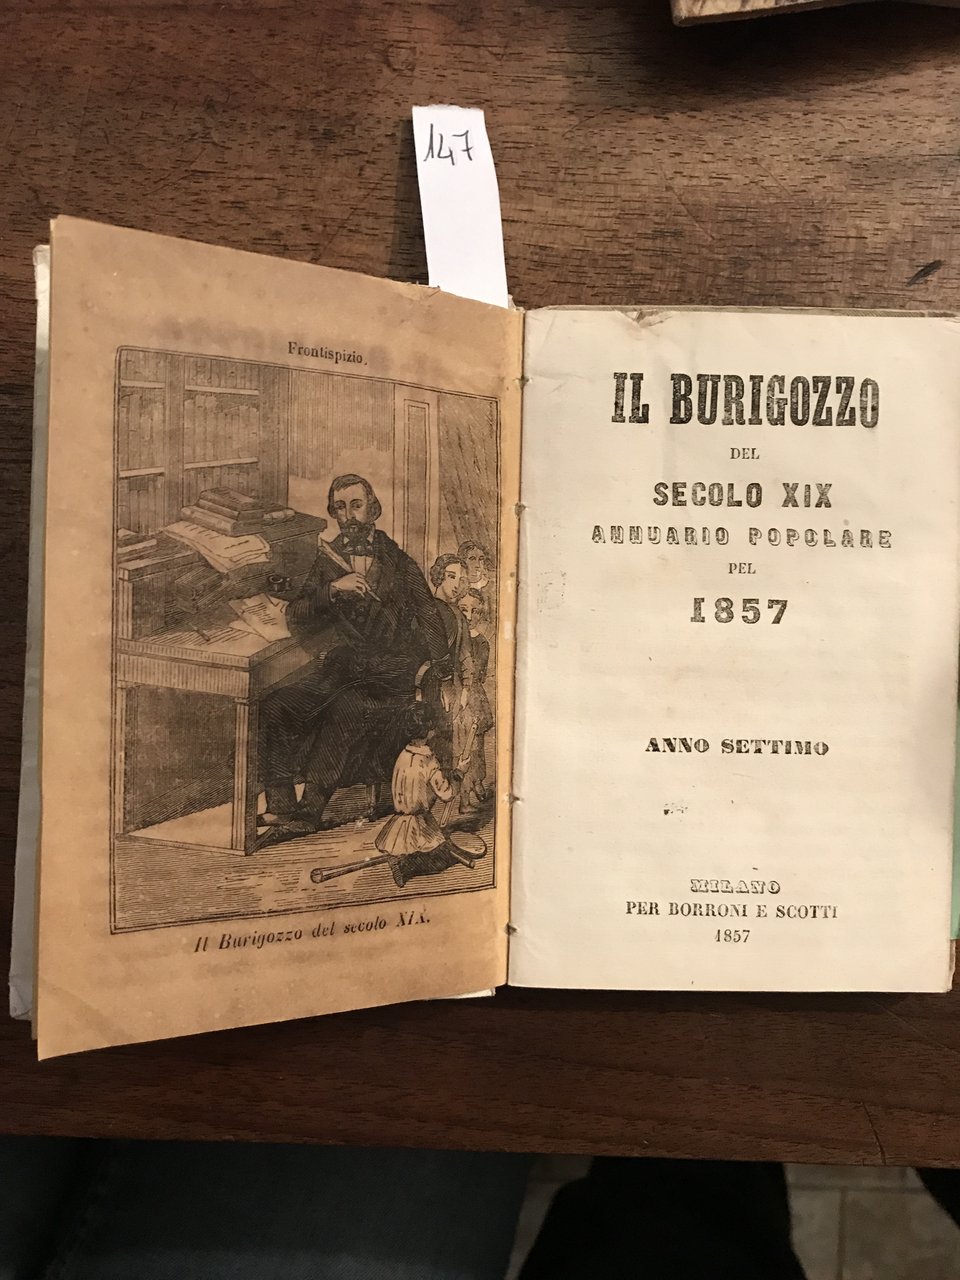 147
Frontispizio.
Il Burigozzo del secolo XIX.
IL BURIGOZZO
DEL
SECOLO XIX
ANNUARIO POPOLARE
PEL
1857
ANNO SETTIMO
MILANO
PER BORRONI E SCOTTI
1857